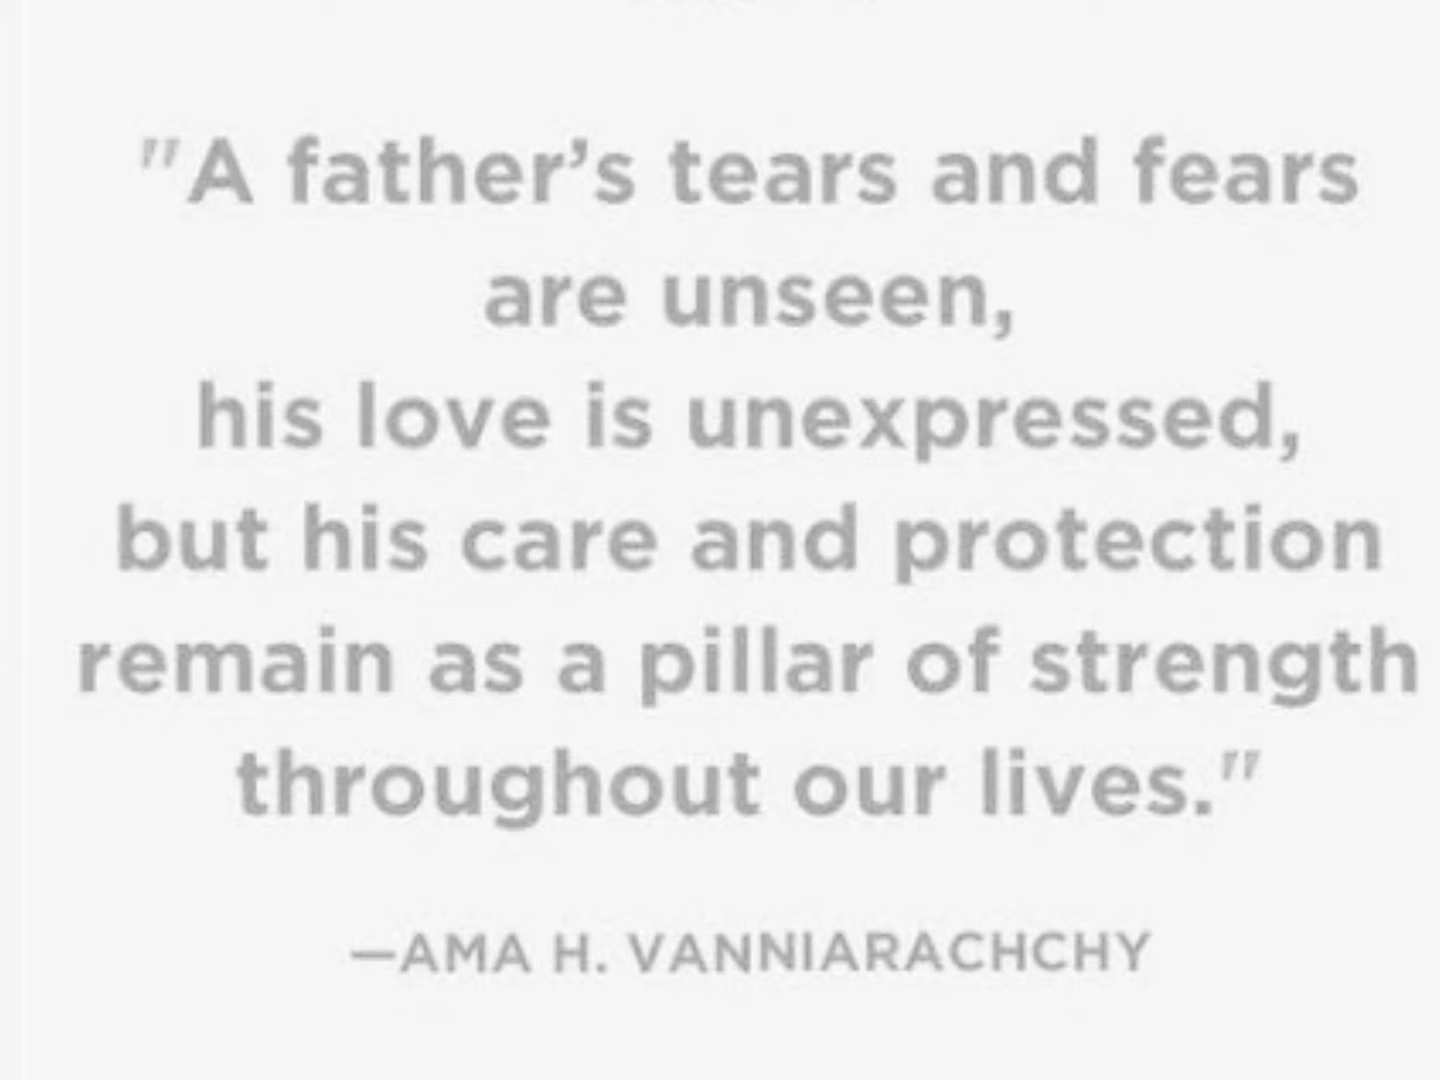 "A father’s tears and fears
are unseen,
his love is unexpressed,
but his care and protection
remain as a pillar of strength
throughout our lives."
—AMA H. VANNIARACHCHY